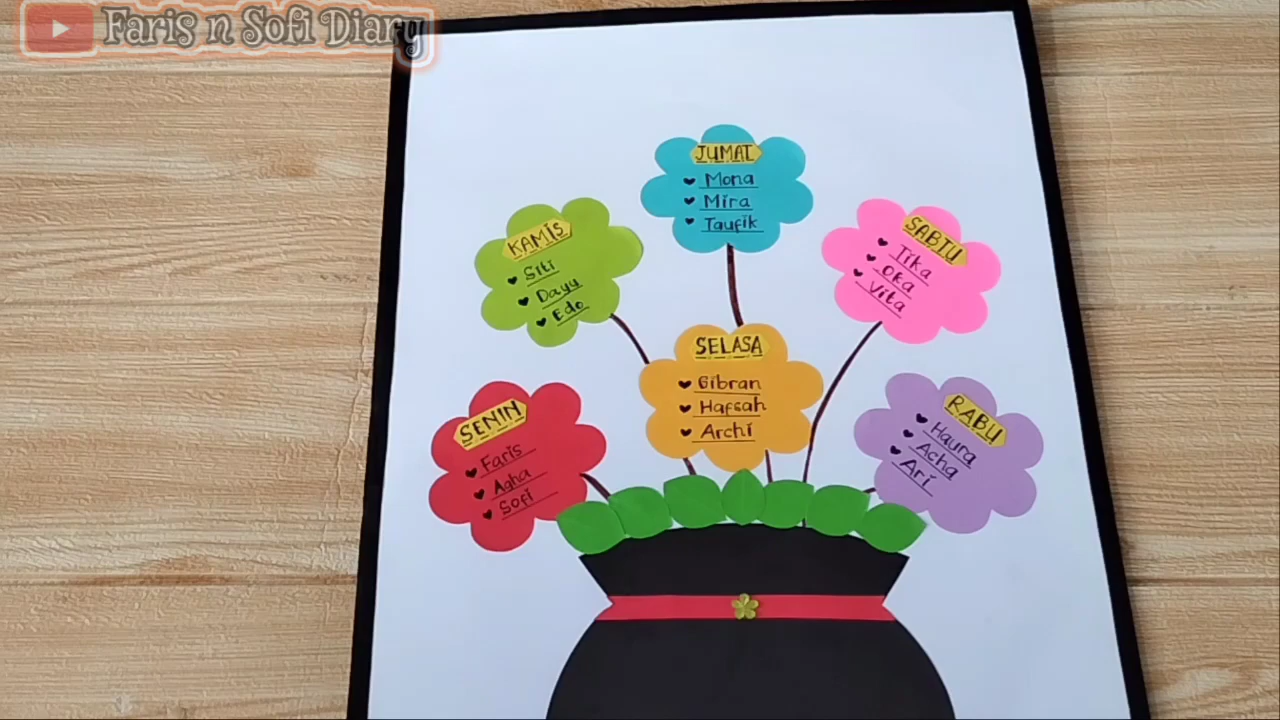 Faris n Sofi Diary
JUMAT
Mona
Mira
Taufik
KAMIS
Siti
Dayu
Edo
SABTU
Tika
Oka
Vita
SELASA
Gibran
Hafsah
Archi
SENIN
Faris
Agha
Sofi
RABU
Haura
Acha
Ari